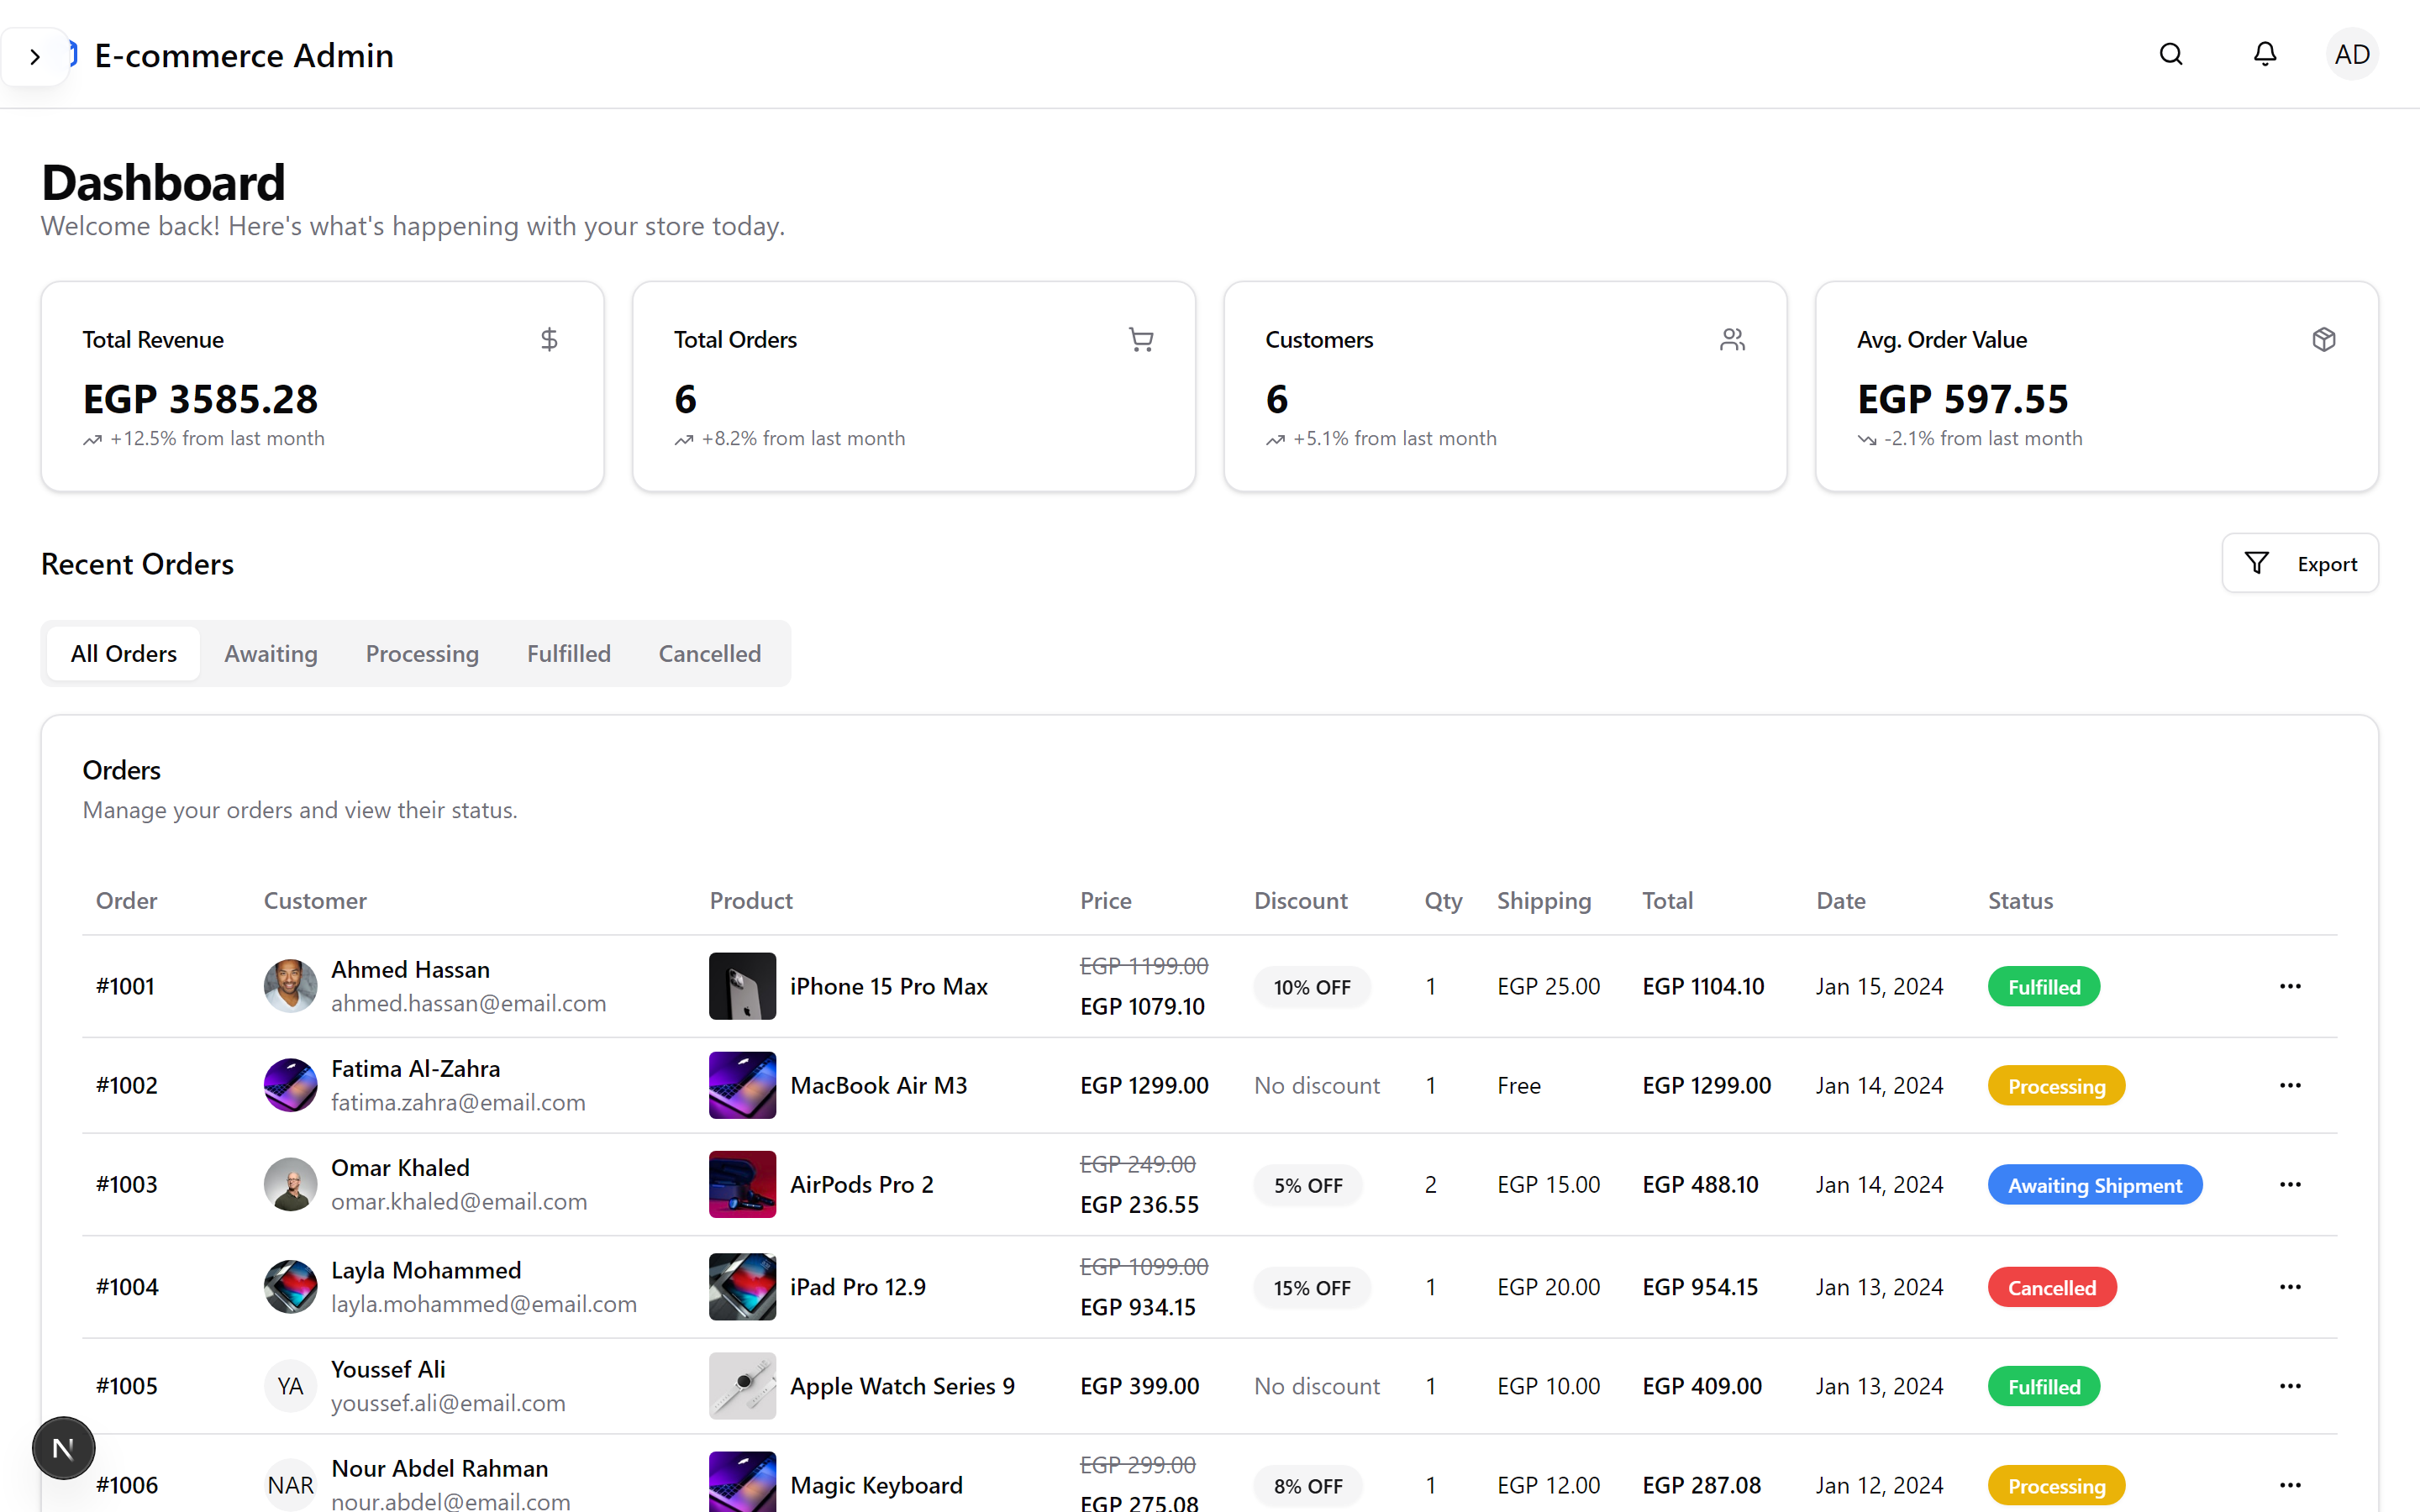 E-commerce Admin
AD
Dashboard
Welcome back! Here's what's happening with your store today.
Total Revenue
EGP 3585.28
+12.5% from last month
Total Orders
6
+8.2% from last month
Customers
6
+5.1% from last month
Avg. Order Value
EGP 597.55
-2.1% from last month
Recent Orders
Export
All Orders Awaiting Processing Fulfilled Cancelled
Orders
Manage your orders and view their status.
Order Customer Product Price Discount Qty Shipping Total Date Status
#1001
Ahmed Hassan
ahmed.hassan@email.com
iPhone 15 Pro Max
EGP 1199.00
EGP 1079.10
10% OFF
1
EGP 25.00
EGP 1104.10
Jan 15, 2024
Fulfilled
#1002
Fatima Al-Zahra
fatima.zahra@email.com
MacBook Air M3
EGP 1299.00
No discount
1
Free
EGP 1299.00
Jan 14, 2024
Processing
#1003
Omar Khaled
omar.khaled@email.com
AirPods Pro 2
EGP 249.00
EGP 236.55
5% OFF
2
EGP 15.00
EGP 488.10
Jan 14, 2024
Awaiting Shipment
#1004
Layla Mohammed
layla.mohammed@email.com
iPad Pro 12.9
EGP 1099.00
EGP 934.15
15% OFF
1
EGP 20.00
EGP 954.15
Jan 13, 2024
Cancelled
#1005
YA
Youssef Ali
youssef.ali@email.com
Apple Watch Series 9
EGP 399.00
No discount
1
EGP 10.00
EGP 409.00
Jan 13, 2024
Fulfilled
N
#1006
NAR
Nour Abdel Rahman
nour.abdel@email.com
Magic Keyboard
EGP 299.00
EGP 275.08
8% OFF
1
EGP 12.00
EGP 287.08
Jan 12, 2024
Processing